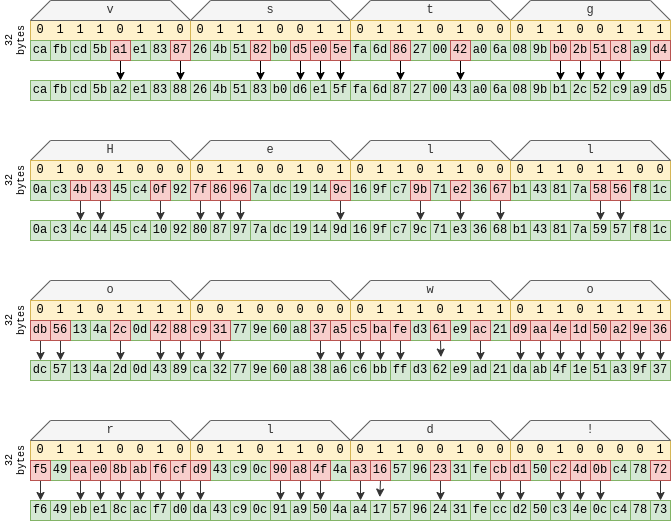 v s t g
32 bytes
0 1 1 1 0 1 1 0 0 1 1 1 0 0 1 1 0 1 1 1 0 1 0 0 0 1 1 0 0 1 1 1
ca fb cd 5b a1 e1 83 87 26 4b 51 82 b0 d5 e0 5e fa 6d 86 27 00 42 a0 6a 08 9b b0 2b 51 c8 a9 d4
ca fb cd 5b a2 e1 83 88 26 4b 51 83 b0 d6 e1 5f fa 6d 87 27 00 43 a0 6a 08 9b b1 2c 52 c9 a9 d5
H e l l
32 bytes
0 1 0 0 1 0 0 0 0 1 1 0 0 1 0 1 0 1 1 0 1 1 0 0 0 1 1 0 1 1 0 0
0a c3 4b 43 45 c4 0f 92 7f 86 96 7a dc 19 14 9c 16 9f c7 9b 71 e2 36 67 b1 43 81 7a 58 56 f8 1c
0a c3 4c 44 45 c4 10 92 80 87 97 7a dc 19 14 9d 16 9f c7 9c 71 e3 36 68 b1 43 81 7a 59 57 f8 1c
o w o
32 bytes
0 1 1 0 1 1 1 1 0 0 1 0 0 0 0 0 0 1 1 1 0 1 1 1 0 1 1 0 1 1 1 1
db 56 13 4a 2c 0d 42 88 c9 31 77 9e 60 a8 37 a5 c5 ba fe d3 61 e9 ac 21 d9 aa 4e 1d 50 a2 9e 36
dc 57 13 4a 2d 0d 43 89 ca 32 77 9e 60 a8 38 a6 c6 bb ff d3 62 e9 ad 21 da ab 4f 1e 51 a3 9f 37
r l d !
32 bytes
0 1 1 1 0 0 1 0 0 1 1 0 1 1 0 0 0 1 1 0 0 1 0 0 0 0 1 0 0 0 0 1
f5 49 ea e0 8b ab f6 cf d9 43 c9 0c 90 a8 4f 4a a3 16 57 96 23 31 fe cb d1 50 c2 4d 0b c4 78 72
f6 49 eb e1 8c ac f7 d0 da 43 c9 0c 91 a9 50 4a a4 17 57 96 24 31 fe cc d2 50 c3 4e 0c c4 78 73